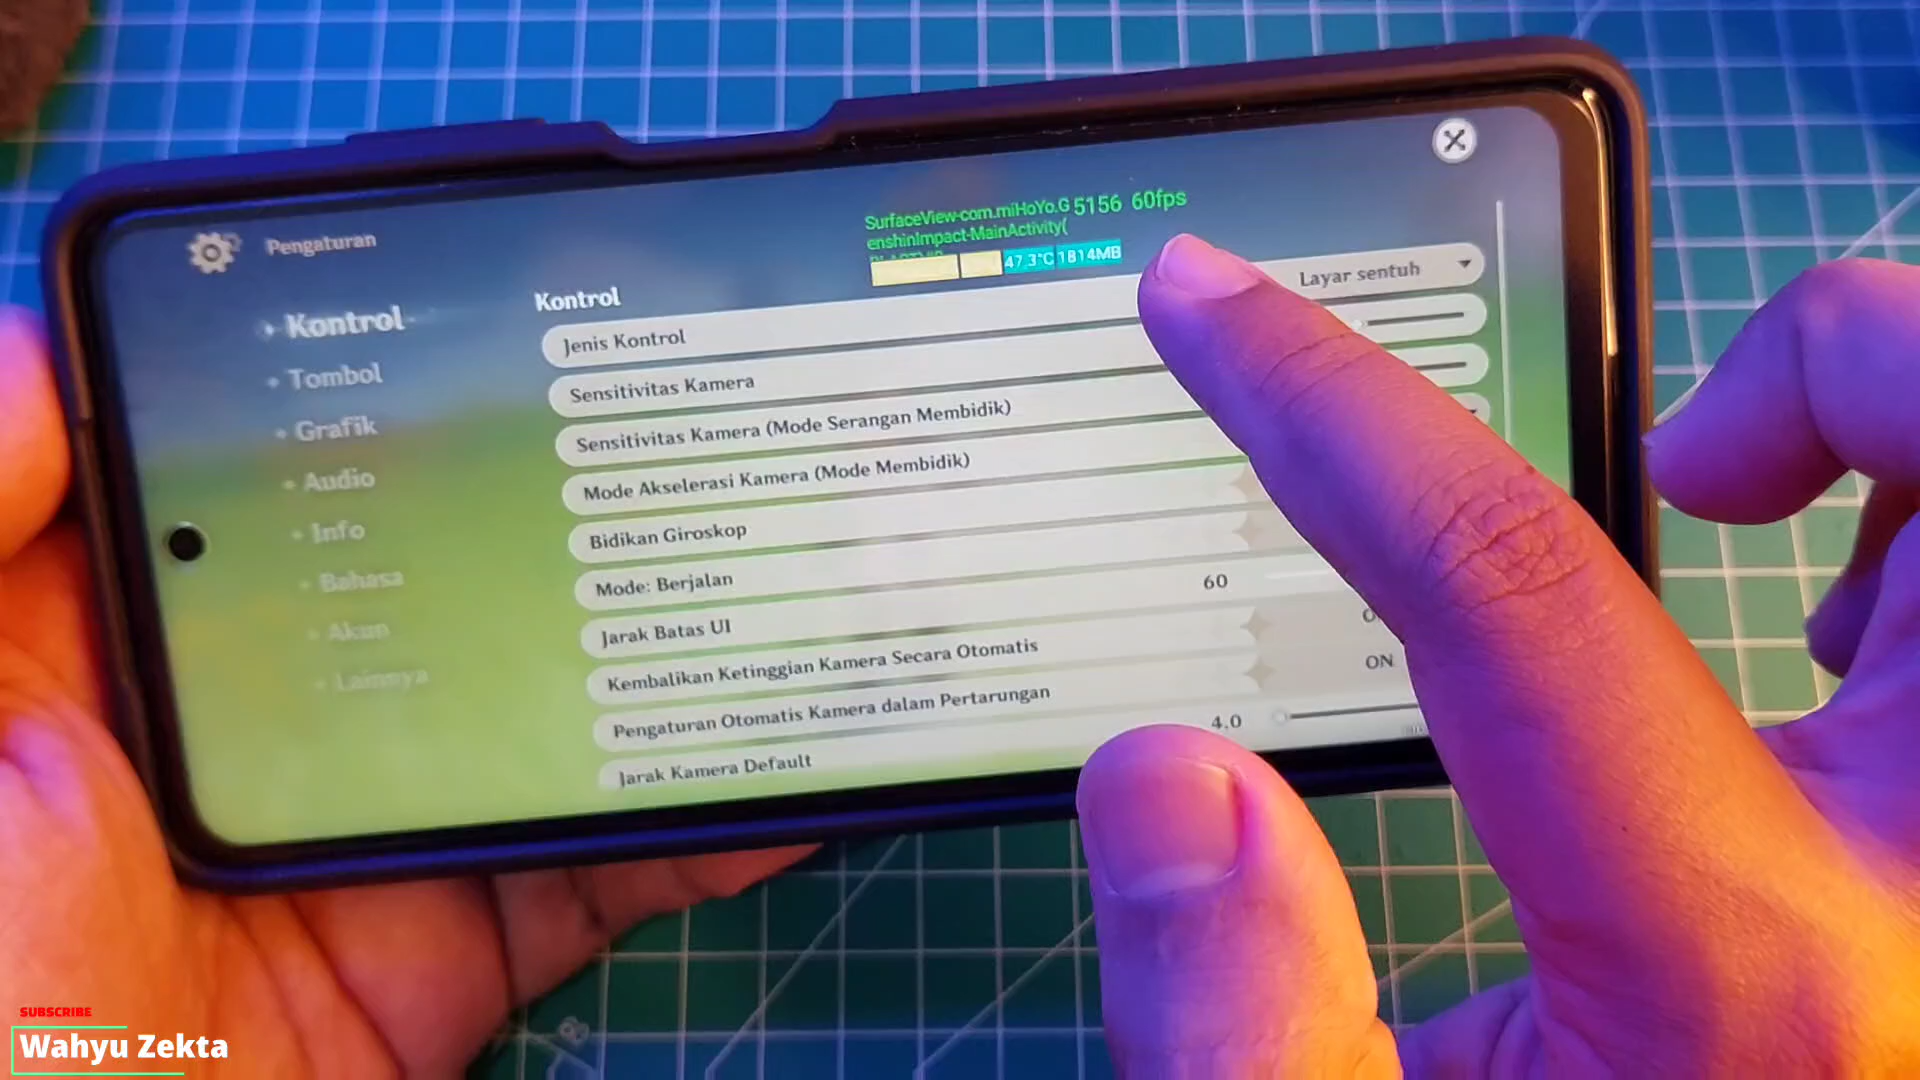 SurfaceView-com.miHoYo.G 5156 60fps
enshinImpact-MainActivity(
47.3°C 1814MB
Pengaturan
Kontrol
Tombol
Grafik
Audio
Info
Bahasa
Akun
Lainnya
Kontrol
Jenis Kontrol Layar sentuh
Sensitivitas Kamera
Sensitivitas Kamera (Mode Serangan Membidik)
Mode Akselerasi Kamera (Mode Membidik)
Bidikan Giroskop
Mode: Berjalan
Jarak Batas UI 60
Kembalikan Ketinggian Kamera Secara Otomatis
Pengaturan Otomatis Kamera dalam Pertarungan ON
Jarak Kamera Default 4.0
SUBSCRIBE
Wahyu Zekta